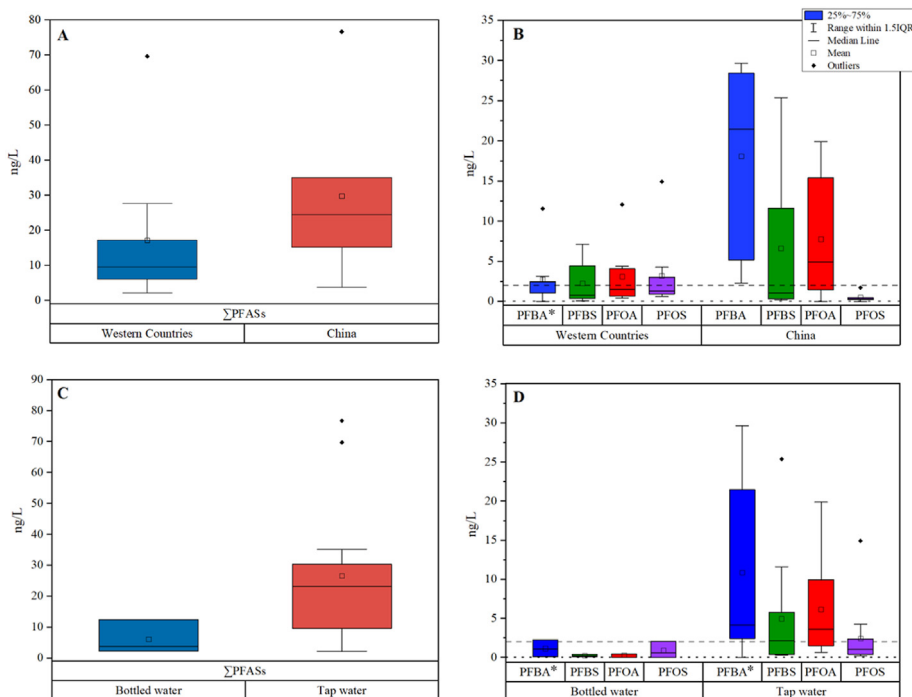 A
80
70
60
50
40
30
20
10
0
ng/L
∑PFASs
Western Countries China
B
35
30
25
20
15
10
5
0
ng/L
25%~75%
Range within 1.5IQR
Median Line
Mean
Outliers
PFBA* PFBS PFOA PFOS PFBA PFBS PFOA PFOS
Western Countries China
C
90
80
70
60
50
40
30
20
10
0
ng/L
∑PFASs
Bottled water Tap water
D
35
30
25
20
15
10
5
0
ng/L
PFBA* PFBS PFOA PFOS PFBA* PFBS PFOA PFOS
Bottled water Tap water